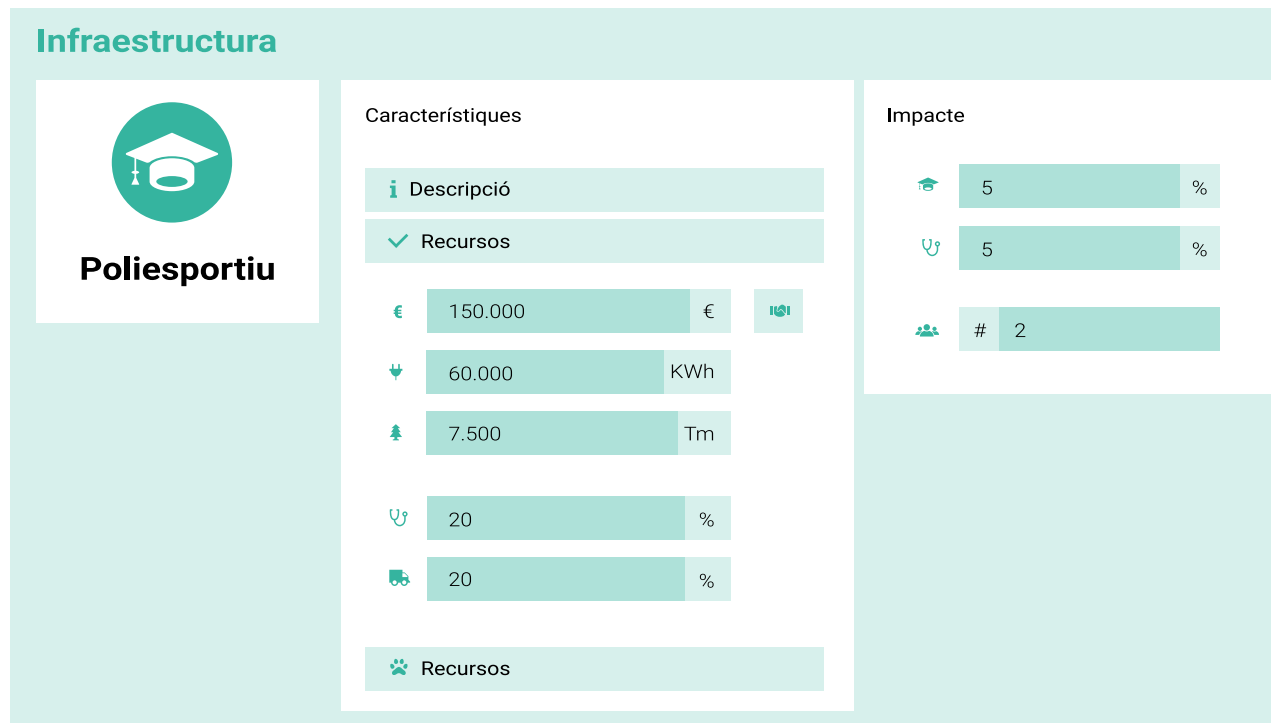 Infraestructura
Poliesportiu
Característiques
Descripció
Recursos
150.000 €
60.000 KWh
7.500 Tm
20 %
20 %
Recursos
Impacte
5 %
5 %
# 2